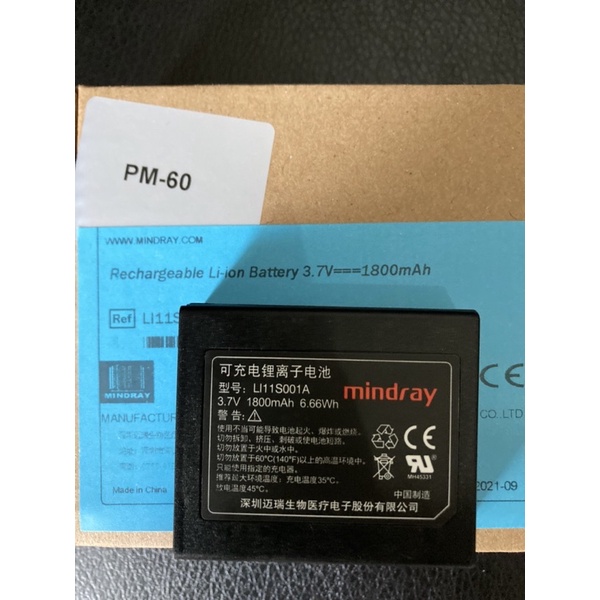 PM-60
WWW.MINDRAY.COM
Rechargeable Li-ion Battery 3.7V⎓1800mAh
Ref LI11S
MINDRAY
MANUFACTUR
CO.,LTD
Made in China
2021-09
可充电锂离子电池
型号:LI11S001A
mindray
3.7V 1800mAh 6.66Wh
警告:
使用不当可能导致电池起火、爆炸或燃烧。
切勿拆卸、挤压、刺破或使电池短路。
切勿放置于火中或水中。
切勿放置于60°C(140°F)以上的高温环境中。
只能使用指定的充电器。
推荐最大使用温度:充电温度35°C,
放电温度45°C。
CE
MH45331
中国制造
深圳迈瑞生物医疗电子股份有限公司